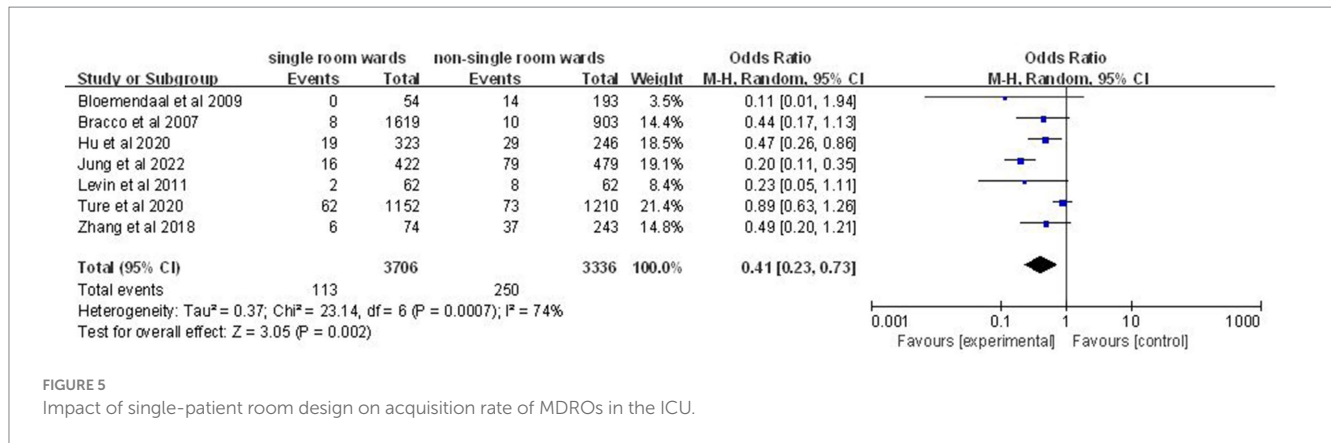 single room wards non-single room wards Odds Ratio Odds Ratio
Study or Subgroup Events Total Events Total Weight M-H, Random, 95% CI M-H, Random, 95% CI
Bloemendaal et al 2009 0 54 14 193 3.5% 0.11 [0.01, 1.94]
Bracco et al 2007 8 1619 10 903 14.4% 0.44 [0.17, 1.13]
Hu et al 2020 19 323 29 246 18.5% 0.47 [0.26, 0.86]
Jung et al 2022 16 422 79 479 19.1% 0.20 [0.11, 0.35]
Levin et al 2011 2 62 8 62 8.4% 0.23 [0.05, 1.11]
Ture et al 2020 62 1152 73 1210 21.4% 0.89 [0.63, 1.26]
Zhang et al 2018 6 74 37 243 14.8% 0.49 [0.20, 1.21]
Total (95% CI) 3706 3336 100.0% 0.41 [0.23, 0.73]
Total events 113 250
Heterogeneity: Tau² = 0.37; Chi² = 23.14, df = 6 (P = 0.0007); I² = 74%
Test for overall effect: Z = 3.05 (P = 0.002)
0.001 0.1 1 10 1000
Favours [experimental] Favours [control]
FIGURE 5
Impact of single-patient room design on acquisition rate of MDROs in the ICU.